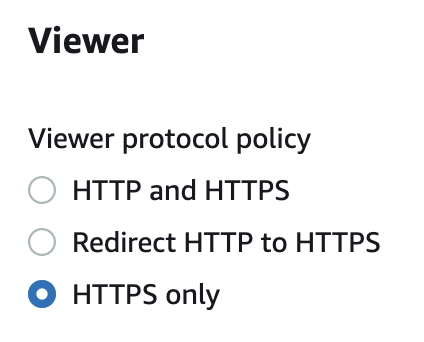 Viewer
Viewer protocol policy
HTTP and HTTPS
Redirect HTTP to HTTPS
HTTPS only